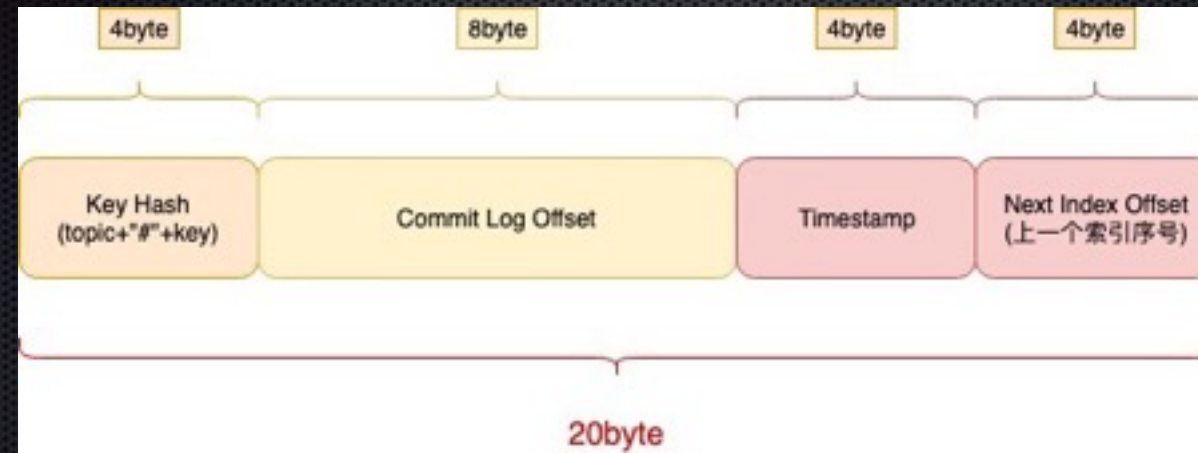 4byte
8byte
4byte
4byte
Key Hash
(topic+"#"+key)
Commit Log Offset
Timestamp
Next Index Offset
(上一个索引序号)
20byte